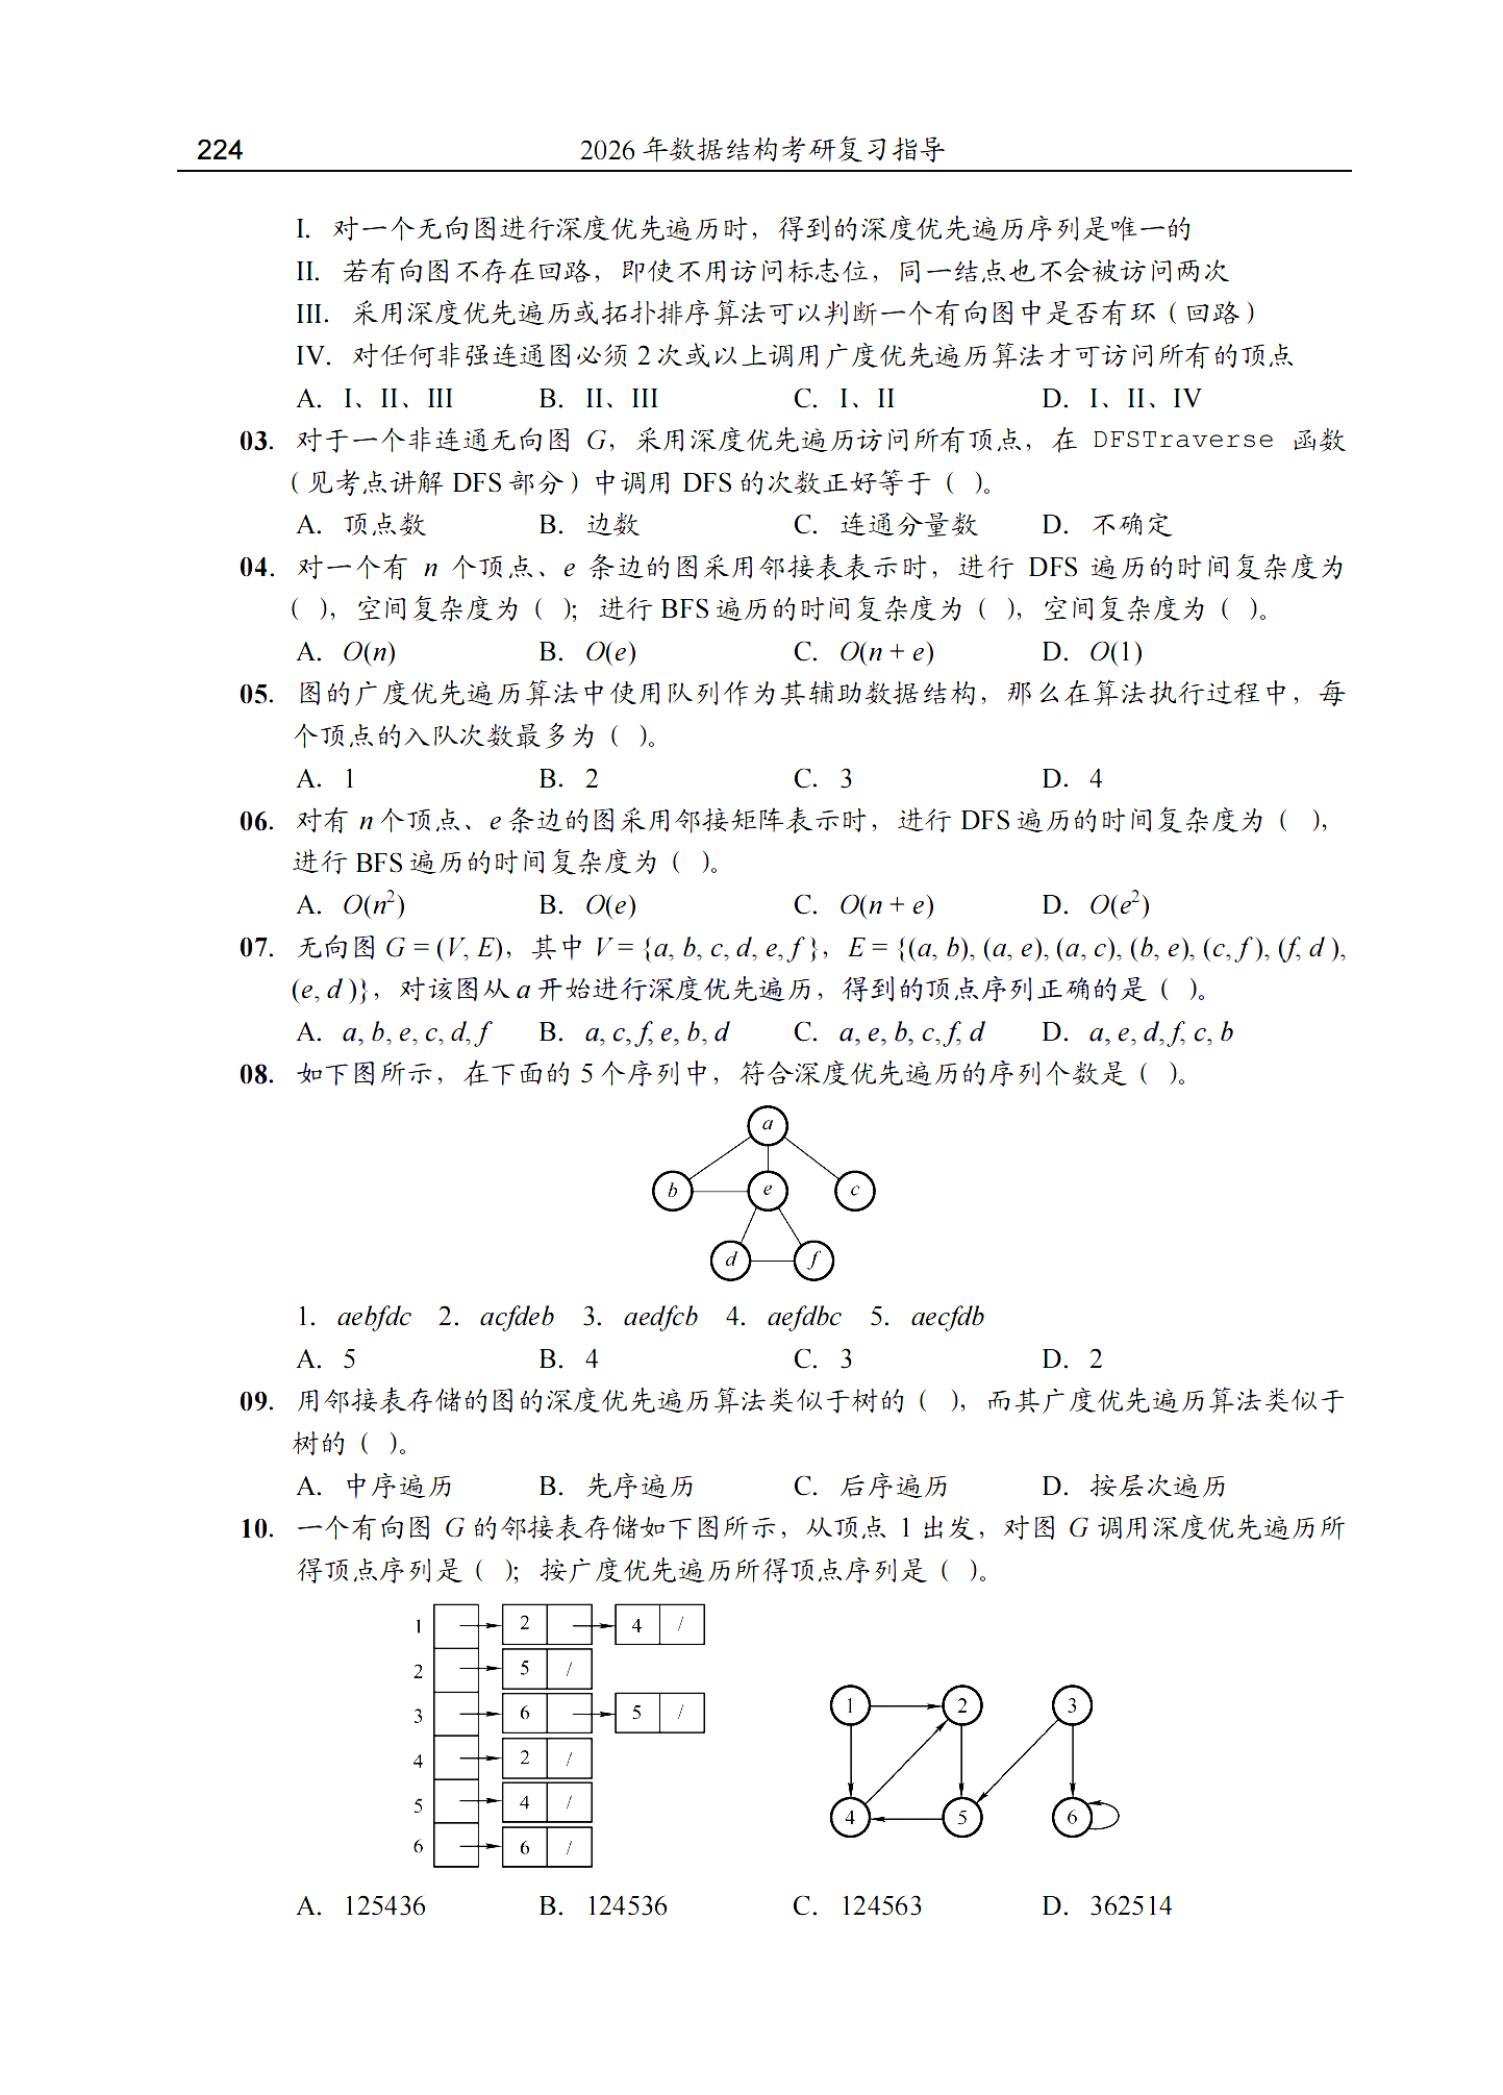 224 2026 年数据结构考研复习指导
I. 对一个无向图进行深度优先遍历时，得到的深度优先遍历序列是唯一的
II. 若有向图不存在回路，即使不用访问标志位，同一结点也不会被访问两次
III. 采用深度优先遍历或拓扑排序算法可以判断一个有向图中是否有环（回路）
IV. 对任何非强连通图必须 2 次或以上调用广度优先遍历算法才可访问所有的顶点
A. I、II、III B. II、III C. I、II D. I、II、IV
03. 对于一个非连通无向图 G，采用深度优先遍历访问所有顶点，在 DFSTraverse 函数
（见考点讲解 DFS 部分）中调用 DFS 的次数正好等于（ ）。
A. 顶点数 B. 边数 C. 连通分量数 D. 不确定
04. 对一个有 n 个顶点、e 条边的图采用邻接表表示时，进行 DFS 遍历的时间复杂度为
（ ），空间复杂度为（ ）；进行 BFS 遍历的时间复杂度为（ ），空间复杂度为（ ）。
A. O(n) B. O(e) C. O(n + e) D. O(1)
05. 图的广度优先遍历算法中使用队列作为其辅助数据结构，那么在算法执行过程中，每
个顶点的入队次数最多为（ ）。
A. 1 B. 2 C. 3 D. 4
06. 对有 n 个顶点、e 条边的图采用邻接矩阵表示时，进行 DFS 遍历的时间复杂度为（ ），
进行 BFS 遍历的时间复杂度为（ ）。
A. O(n²) B. O(e) C. O(n + e) D. O(e²)
07. 无向图 G = (V, E)，其中 V = {a, b, c, d, e, f }，E = {(a, b), (a, e), (a, c), (b, e), (c, f ), (f, d ),
(e, d )}，对该图从 a 开始进行深度优先遍历，得到的顶点序列正确的是（ ）。
A. a, b, e, c, d, f B. a, c, f, e, b, d C. a, e, b, c, f, d D. a, e, d, f, c, b
08. 如下图所示，在下面的 5 个序列中，符合深度优先遍历的序列个数是（ ）。
a
b e c
d f
1. aebfdc 2. acfdeb 3. aedfcb 4. aefdbc 5. aecfdb
A. 5 B. 4 C. 3 D. 2
09. 用邻接表存储的图的深度优先遍历算法类似于树的（ ），而其广度优先遍历算法类似于
树的（ ）。
A. 中序遍历 B. 先序遍历 C. 后序遍历 D. 按层次遍历
10. 一个有向图 G 的邻接表存储如下图所示，从顶点 1 出发，对图 G 调用深度优先遍历所
得顶点序列是（ ）；按广度优先遍历所得顶点序列是（ ）。
1 2 4 /
2 5 /
3 6 5 /
4 2 /
5 4 /
6 6 /
1 2 3
4 5 6
A. 125436 B. 124536 C. 124563 D. 362514